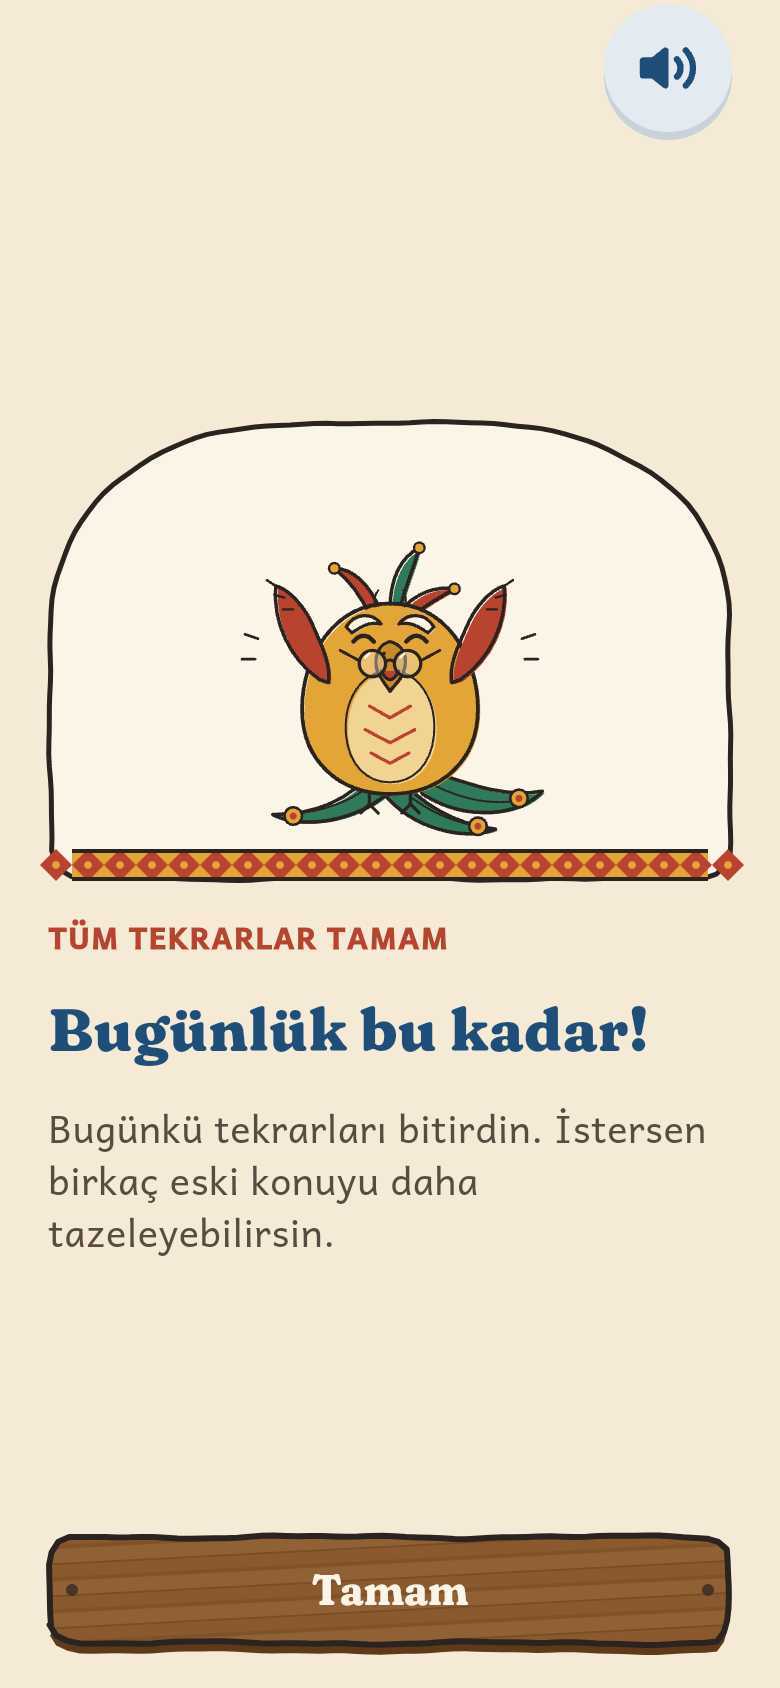 TÜM TEKRARLAR TAMAM
Bugünlük bu kadar!
Bugünkü tekrarları bitirdin. İstersen
birkaç eski konuyu daha
tazeleyebilirsin.
Tamam